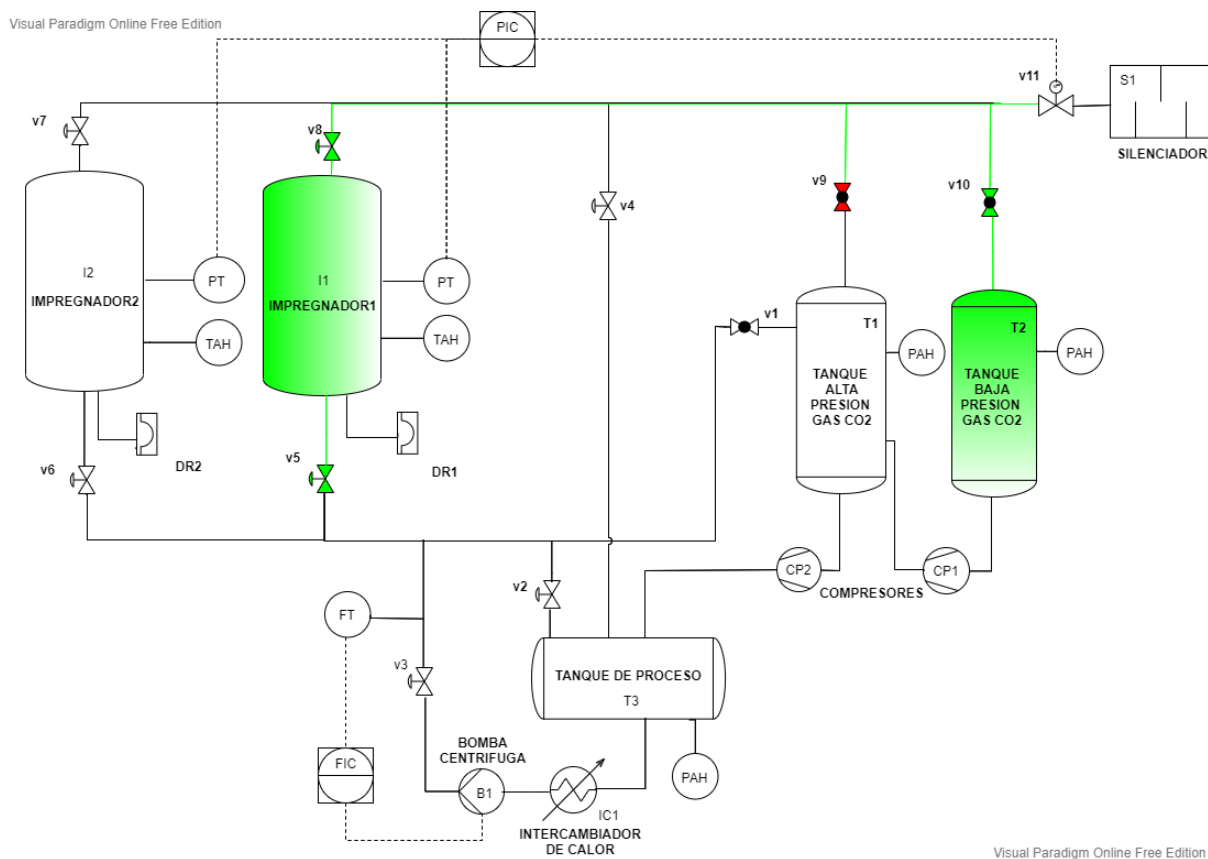 Visual Paradigm Online Free Edition
PIC
v11
S1
SILENCIADOR
v7
v8
v9
v10
v4
I2
IMPREGNADOR2
I1
IMPREGNADOR1
PT
PT
TAH
TAH
v1
T1
TANQUE
ALTA
PRESION
GAS CO2
PAH
T2
TANQUE
BAJA
PRESION
GAS CO2
PAH
DR2
DR1
v6
v5
CP2
CP1
COMPRESORES
v2
FT
v3
TANQUE DE PROCESO
T3
BOMBA
CENTRIFUGA
FIC
B1
IC1
PAH
INTERCAMBIADOR
DE CALOR
Visual Paradigm Online Free Edition